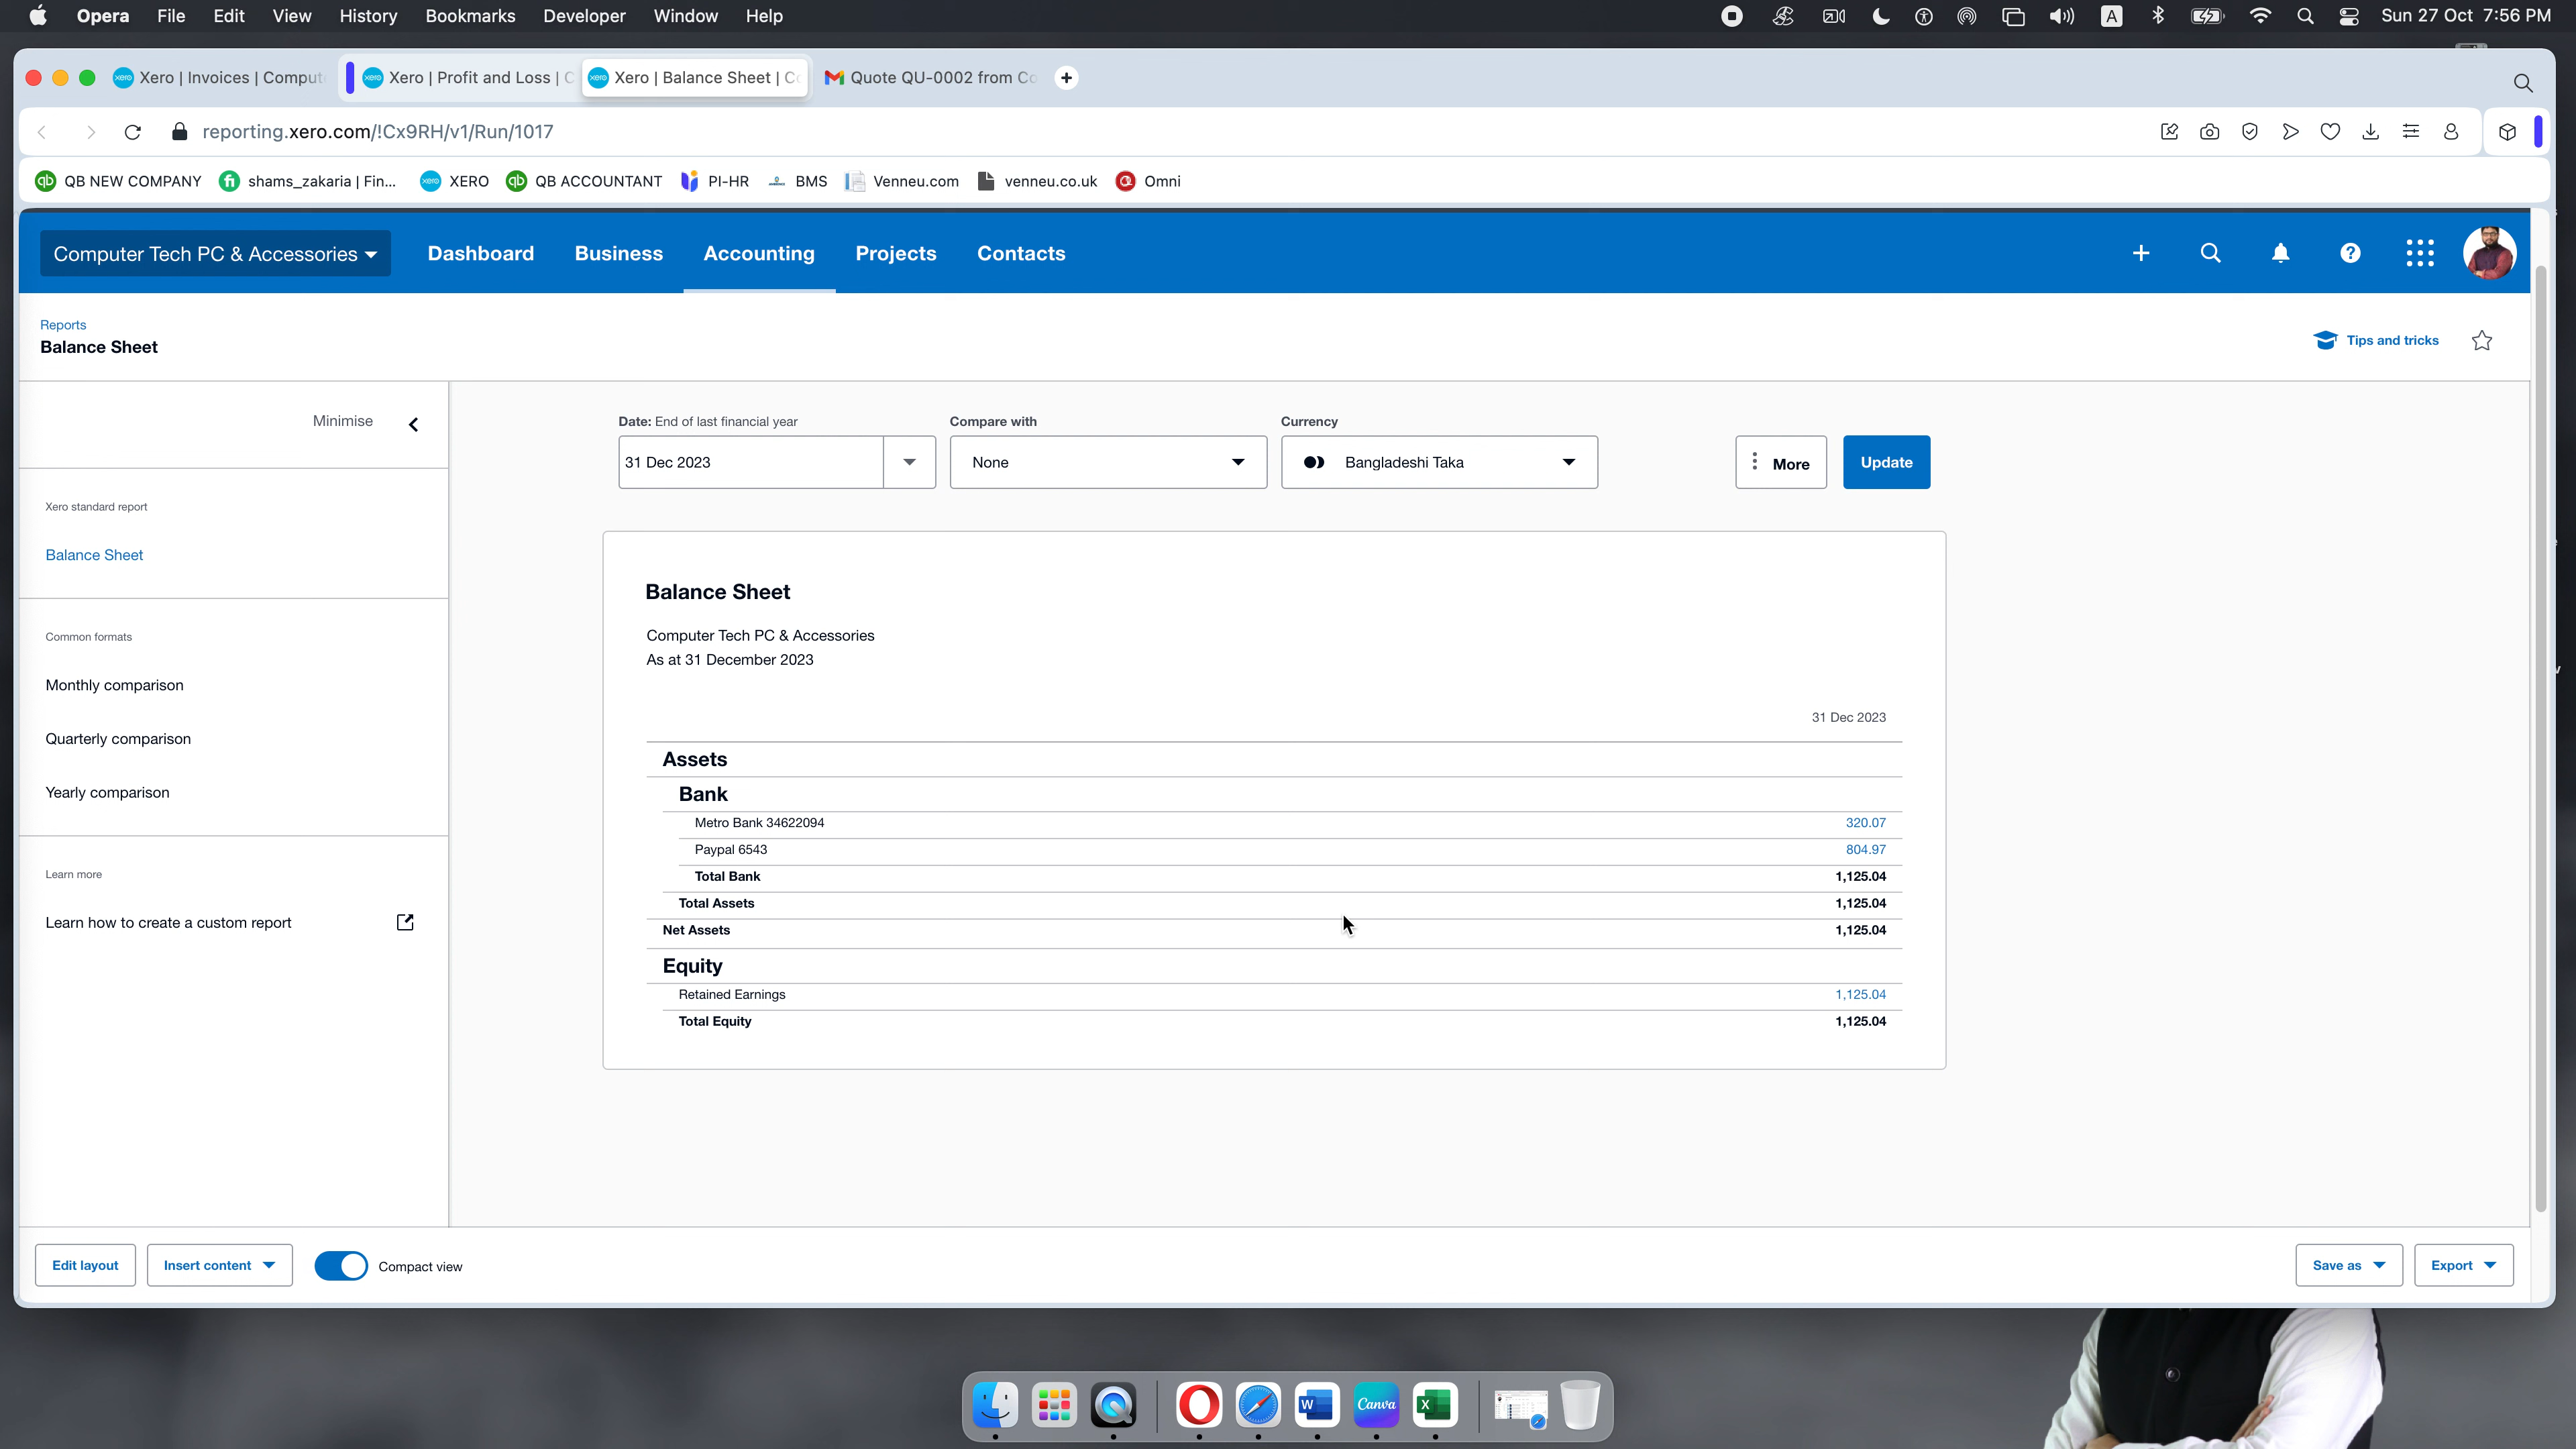 Opera File Edit View History Bookmarks Developer Window Help
A
Sun 27 Oct 7:56 PM
Xero | Invoices | Comput
Xero | Profit and Loss | C
Xero | Balance Sheet | Co
Quote QU-0002 from Co
reporting.xero.com/!Cx9RH/v1/Run/1017
QB NEW COMPANY
shams_zakaria | Fin...
XERO
QB ACCOUNTANT
PI-HR
BMS
Venneu.com
venneu.co.uk
Omni
Computer Tech PC & Accessories
Dashboard Business Accounting Projects Contacts
Reports
Balance Sheet
Tips and tricks
Minimise
Xero standard report
Balance Sheet
Common formats
Monthly comparison
Quarterly comparison
Yearly comparison
Learn more
Learn how to create a custom report
Date: End of last financial year
31 Dec 2023
Compare with
None
Currency
Bangladeshi Taka
More
Update
Balance Sheet
Computer Tech PC & Accessories
As at 31 December 2023
31 Dec 2023
Assets
Bank
Metro Bank 34622094 320.07
Paypal 6543 804.97
Total Bank 1,125.04
Total Assets 1,125.04
Net Assets 1,125.04
Equity
Retained Earnings 1,125.04
Total Equity 1,125.04
Edit layout
Insert content
Compact view
Save as
Export
W
Canva
X